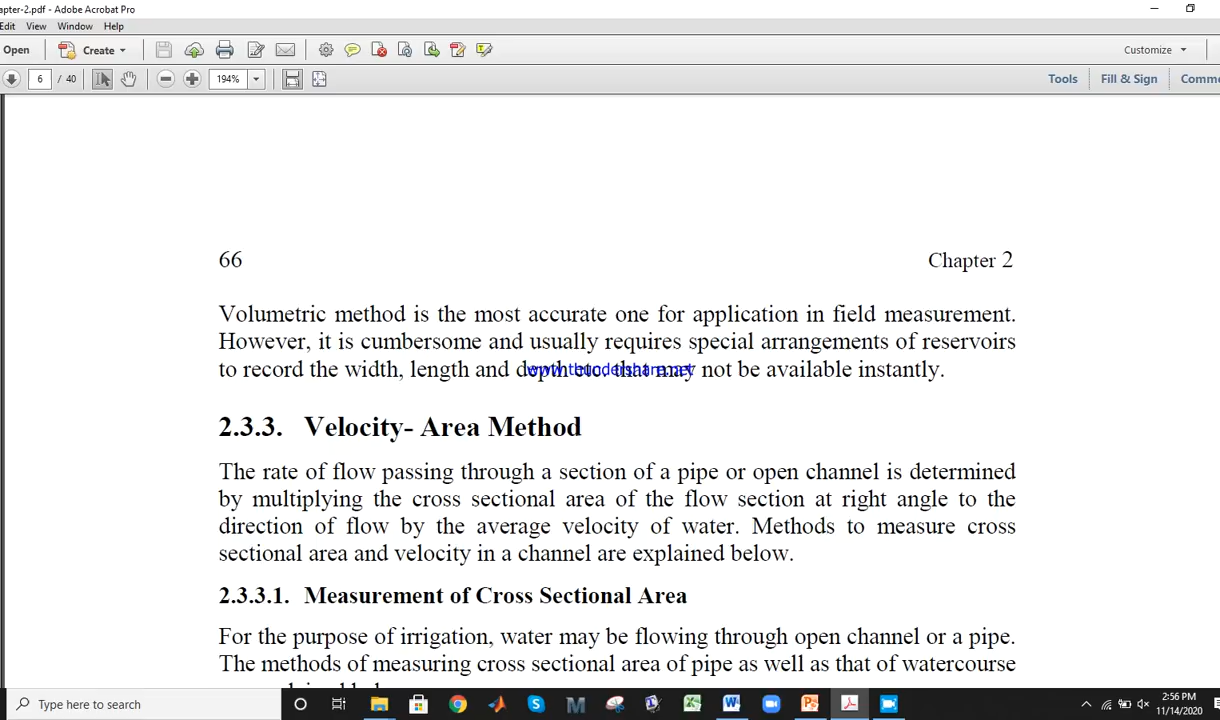 apter-2.pdf - Adobe Acrobat Pro
Edit View Window Help
Open Create Customize
6 / 40 194% Tools Fill & Sign Comme
66 Chapter 2
Volumetric method is the most accurate one for application in field measurement.
However, it is cumbersome and usually requires special arrangements of reservoirs
to record the width, length and depth etc. that may not be available instantly.
www.thundershare.net
2.3.3. Velocity- Area Method
The rate of flow passing through a section of a pipe or open channel is determined
by multiplying the cross sectional area of the flow section at right angle to the
direction of flow by the average velocity of water. Methods to measure cross
sectional area and velocity in a channel are explained below.
2.3.3.1. Measurement of Cross Sectional Area
For the purpose of irrigation, water may be flowing through open channel or a pipe.
The methods of measuring cross sectional area of pipe as well as that of watercourse
Type here to search
2:56 PM
11/14/2020